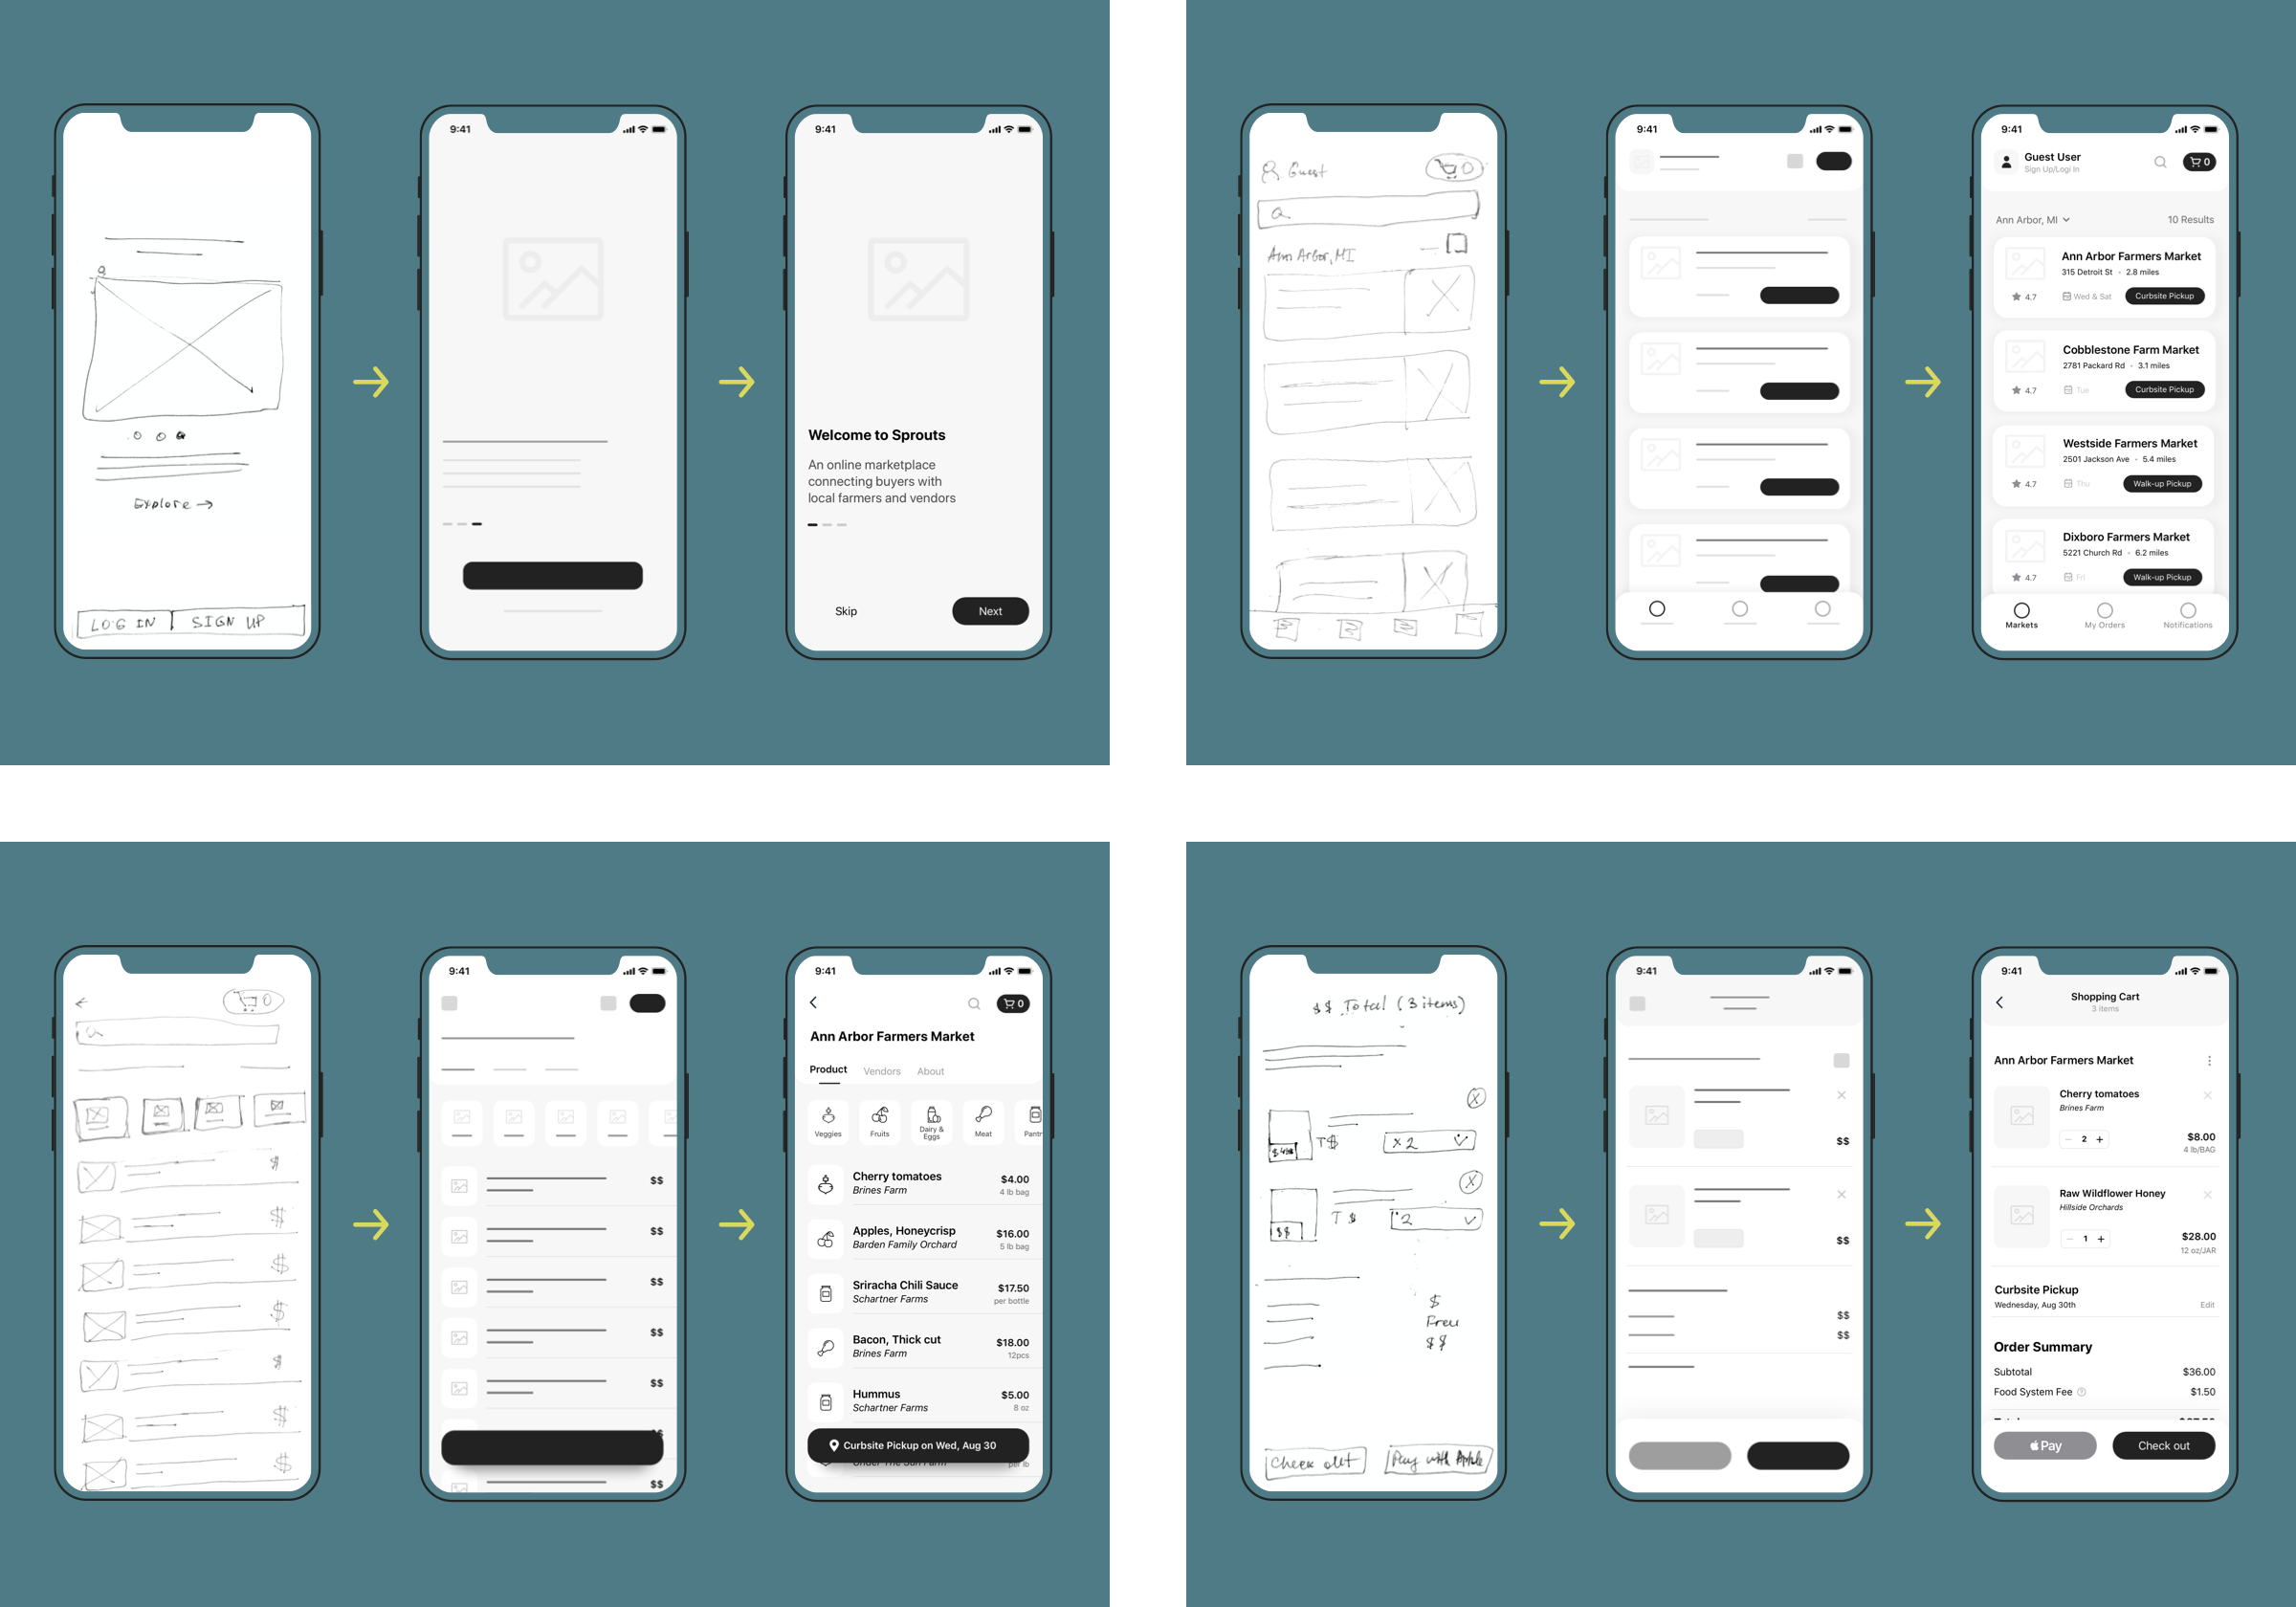 Explore →
LOG IN
SIGN UP
9:41
9:41
Welcome to Sprouts
An online marketplace
connecting buyers with
local farmers and vendors
Skip
Next
Guest
0
Ann Arbor, MI
9:41
9:41
Guest User
Sign Up/Logi In
0
Ann Arbor, MI
10 Results
Ann Arbor Farmers Market
315 Detroit St • 2.8 miles
4.7
Wed & Sat
Curbsite Pickup
Cobblestone Farm Market
2781 Packard Rd • 3.1 miles
4.7
Tue
Curbsite Pickup
Westside Farmers Market
2501 Jackson Ave • 5.4 miles
4.7
Thu
Walk-up Pickup
Dixboro Farmers Market
5221 Church Rd • 6.2 miles
4.7
Fri
Walk-up Pickup
Markets
My Orders
Notifications
←
0
$
$
$
$
$
$
$
9:41
$$
$$
$$
$$
$$
$$
9:41
0
Ann Arbor Farmers Market
Product
Vendors
About
Veggies
Fruits
Dairy &
Eggs
Meat
Pantr
Cherry tomatoes
$4.00
Brines Farm
4 lb bag
Apples, Honeycrisp
$16.00
Barden Family Orchard
5 lb bag
Sriracha Chili Sauce
$17.50
Schartner Farms
per bottle
Bacon, Thick cut
$18.00
Brines Farm
12pcs
Hummus
$5.00
Schartner Farms
8 oz
Curbsite Pickup on Wed, Aug 30
per lb
$$ Total (3 items)
X
T$
x2
X
$$
T $
2
$
Free
$$
Check out
Pay with Apple
9:41
$$
$$
$$
$$
9:41
Shopping Cart
3 items
Ann Arbor Farmers Market
Cherry tomatoes
Brines Farm
2
$8.00
4 lb/BAG
Raw Wildflower Honey
Hillside Orchards
1
$28.00
12 oz/JAR
Curbsite Pickup
Wednesday, Aug 30th
Edit
Order Summary
Subtotal
$36.00
Food System Fee
$1.50
Pay
Check out